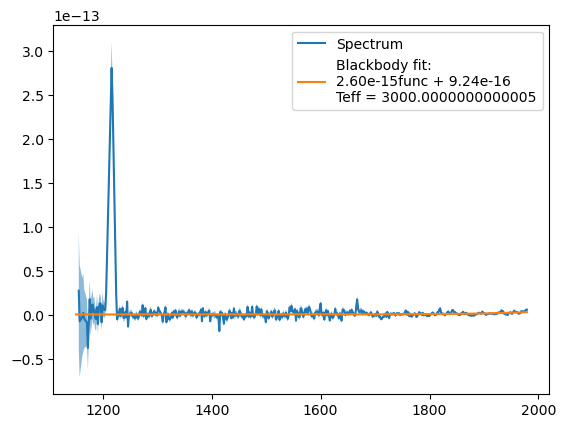 1e−13
3.0
2.5
2.0
1.5
1.0
0.5
0.0
−0.5
1200
1400
1600
1800
2000
Spectrum
Blackbody fit:
2.60e-15func + 9.24e-16
Teff = 3000.0000000000005